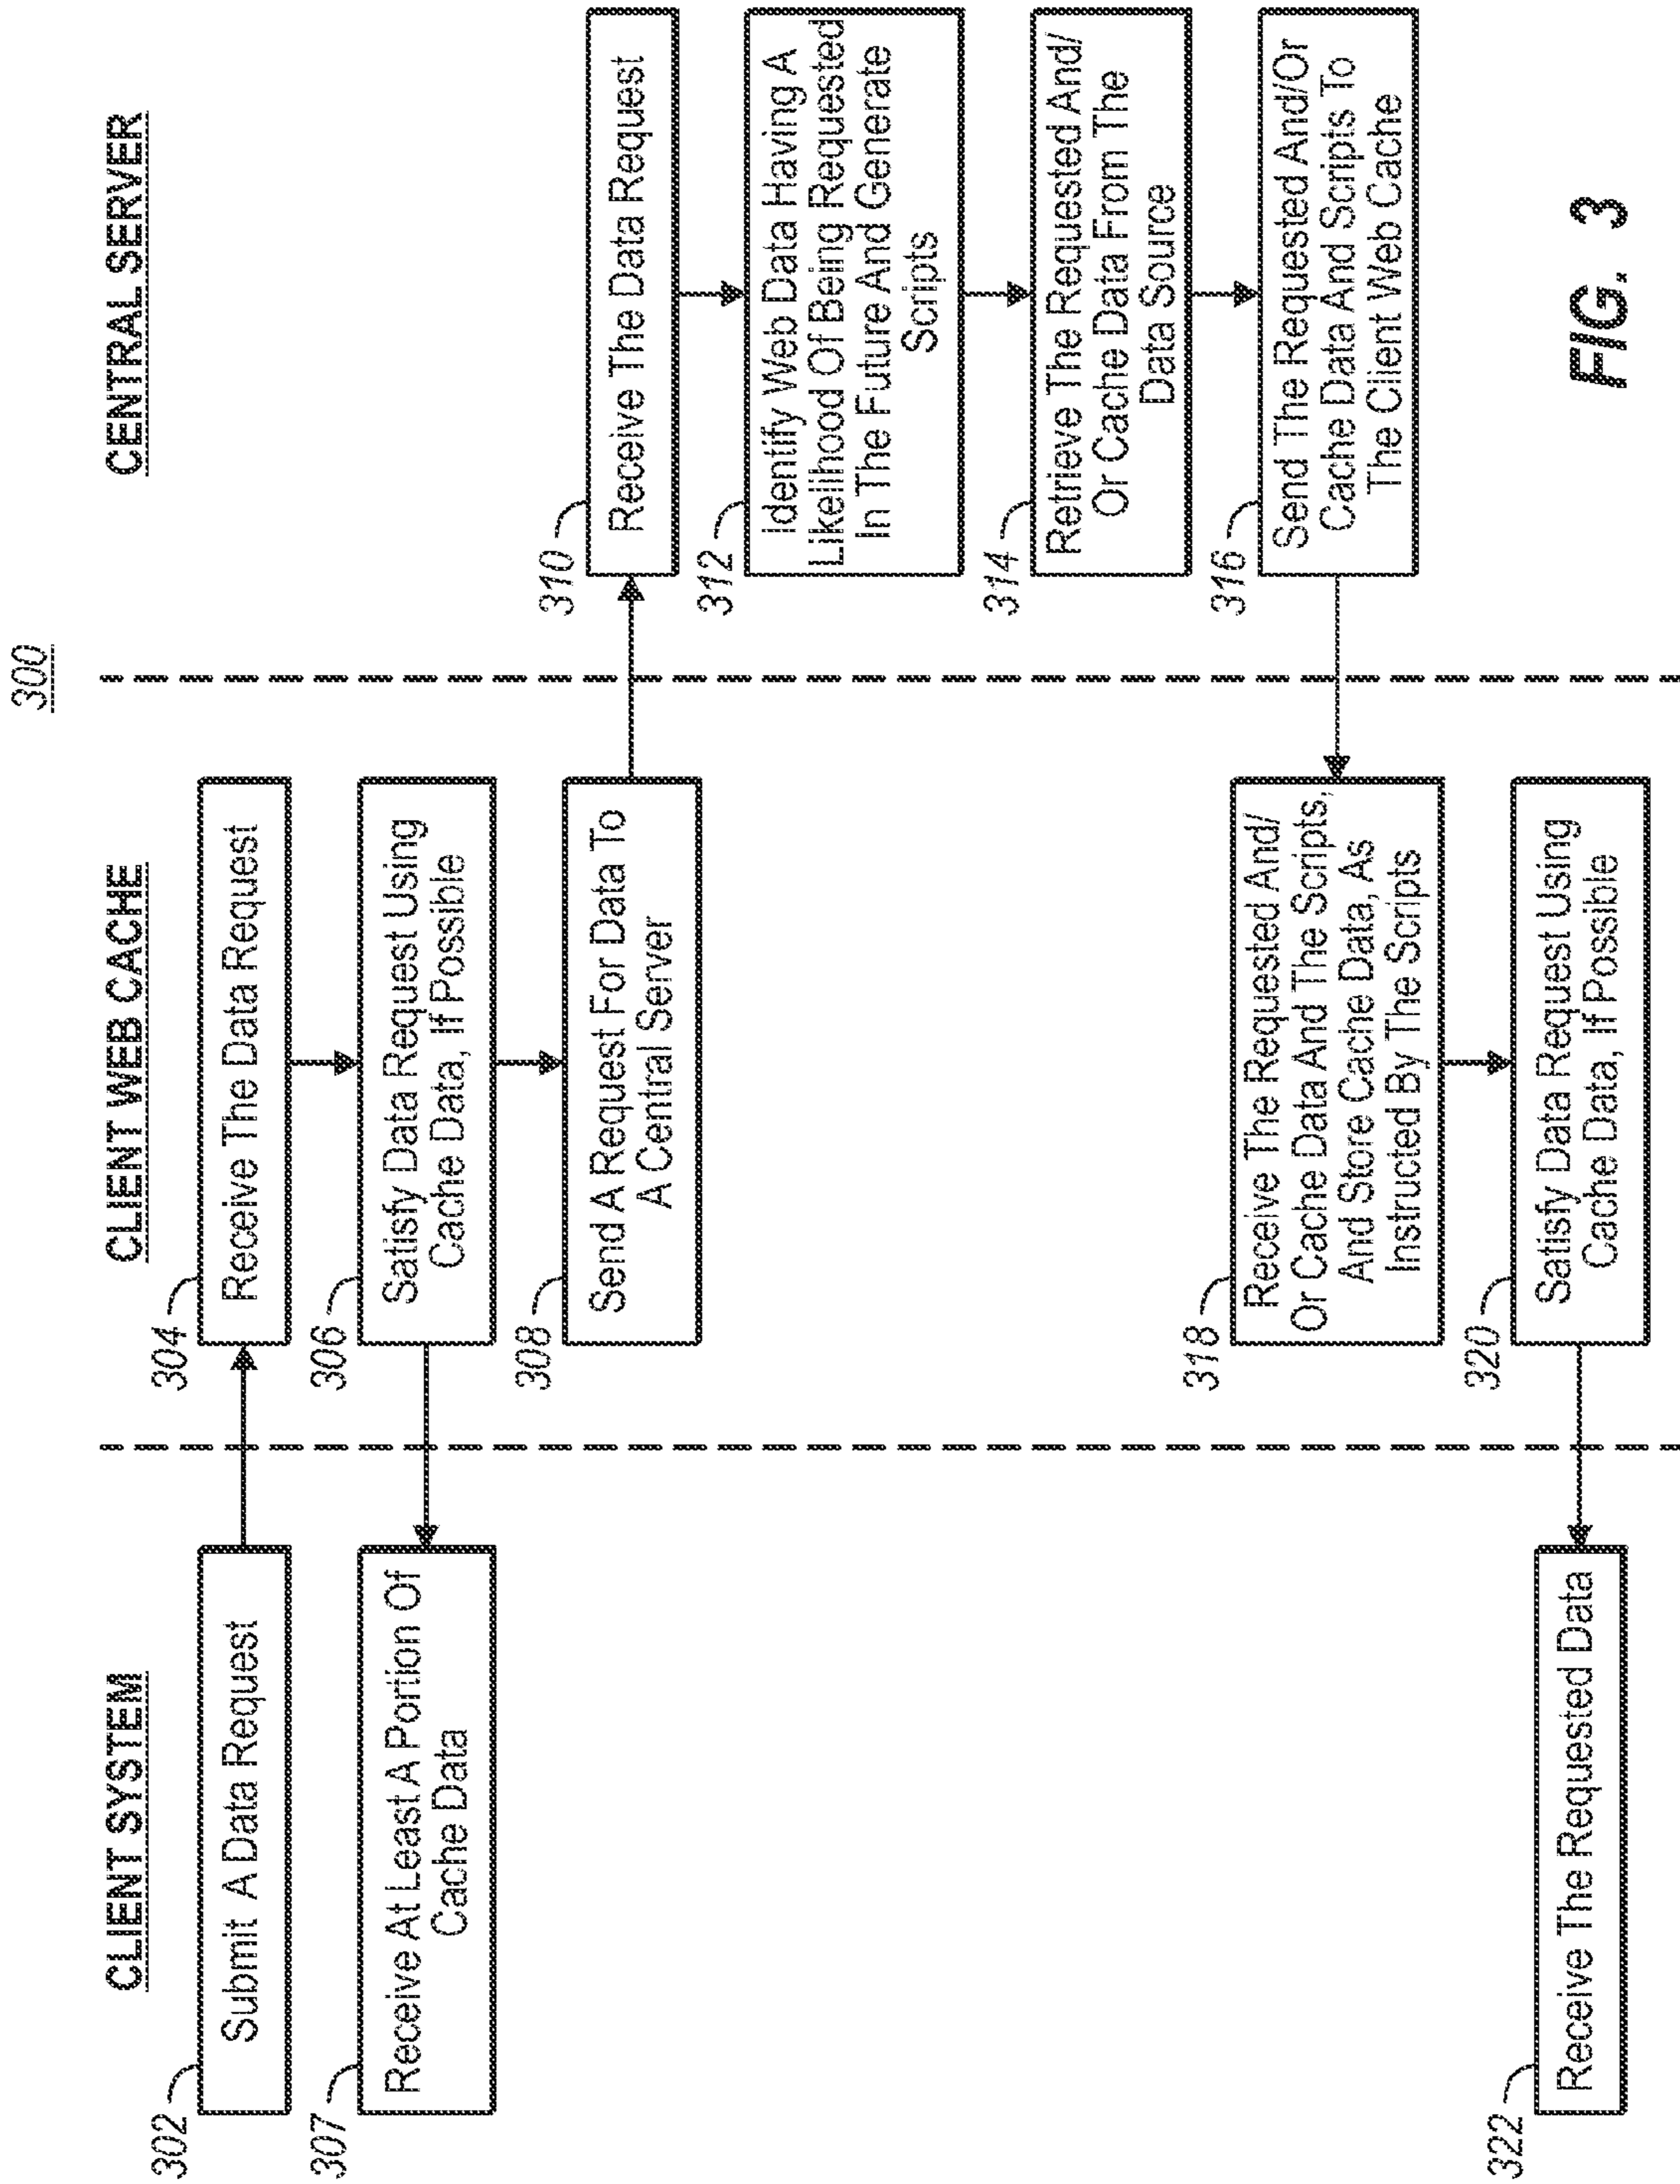 300
CLIENT SYSTEM
CLIENT WEB CACHE
CENTRAL SERVER
302
Submit A Data Request
304
Receive The Data Request
307
Receive At Least A Portion Of
Cache Data
306
Satisfy Data Request Using
Cache Data, If Possible
308
Send A Request For Data To
A Central Server
310
Receive The Data Request
312
Identify Web Data Having A
Likelihood Of Being Requested
In The Future And Generate
Scripts
314
Retrieve The Requested And/
Or Cache Data From The
Data Source
316
Send The Requested And/Or
Cache Data And Scripts To
The Client Web Cache
318
Receive The Requested And/
Or Cache Data And The Scripts,
And Store Cache Data, As
Instructed By The Scripts
320
Satisfy Data Request Using
Cache Data, If Possible
322
Receive The Requested Data
FIG. 3